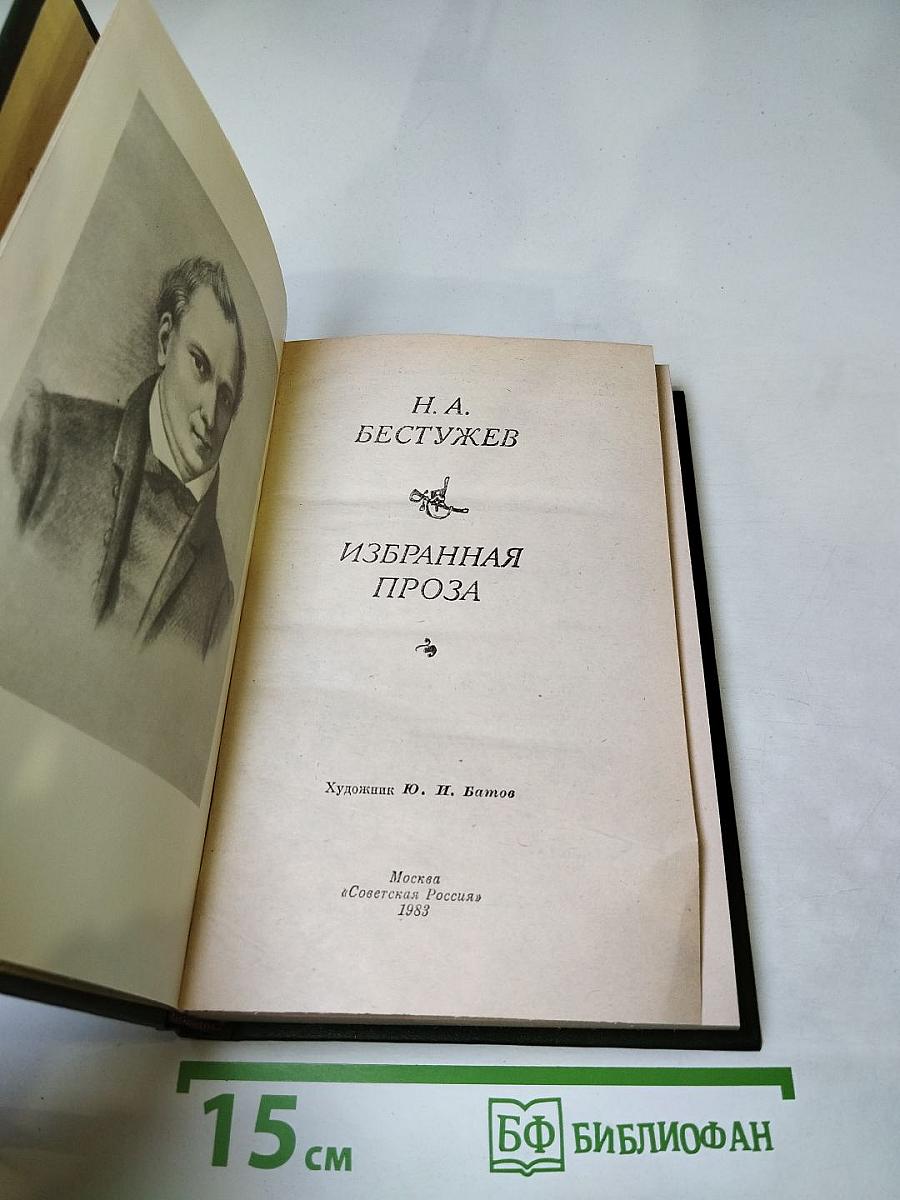 Н. А.
БЕСТУЖЕВ
ИЗБРАННАЯ
ПРОЗА
Художник Ю. И. Батов
Москва
«Советская Россия»
1983
15 см
БФ БИБЛИОФАН